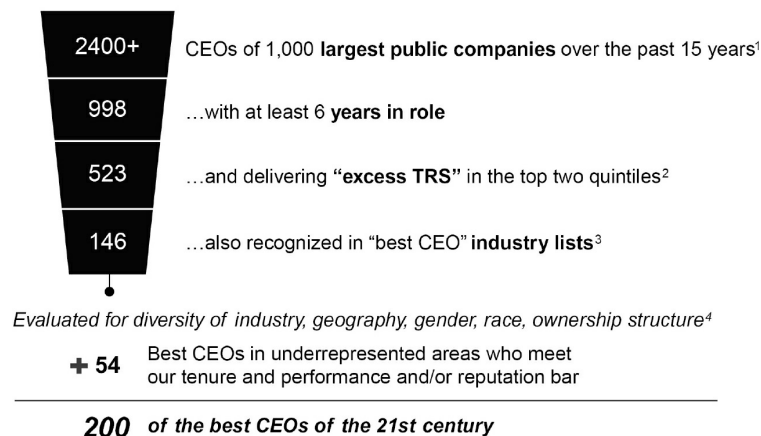 2400+ CEOs of 1,000 largest public companies over the past 15 years¹
998 …with at least 6 years in role
523 …and delivering “excess TRS” in the top two quintiles²
146 …also recognized in “best CEO” industry lists³
Evaluated for diversity of industry, geography, gender, race, ownership structure⁴
+ 54 Best CEOs in underrepresented areas who meet
our tenure and performance and/or reputation bar
200 of the best CEOs of the 21st century